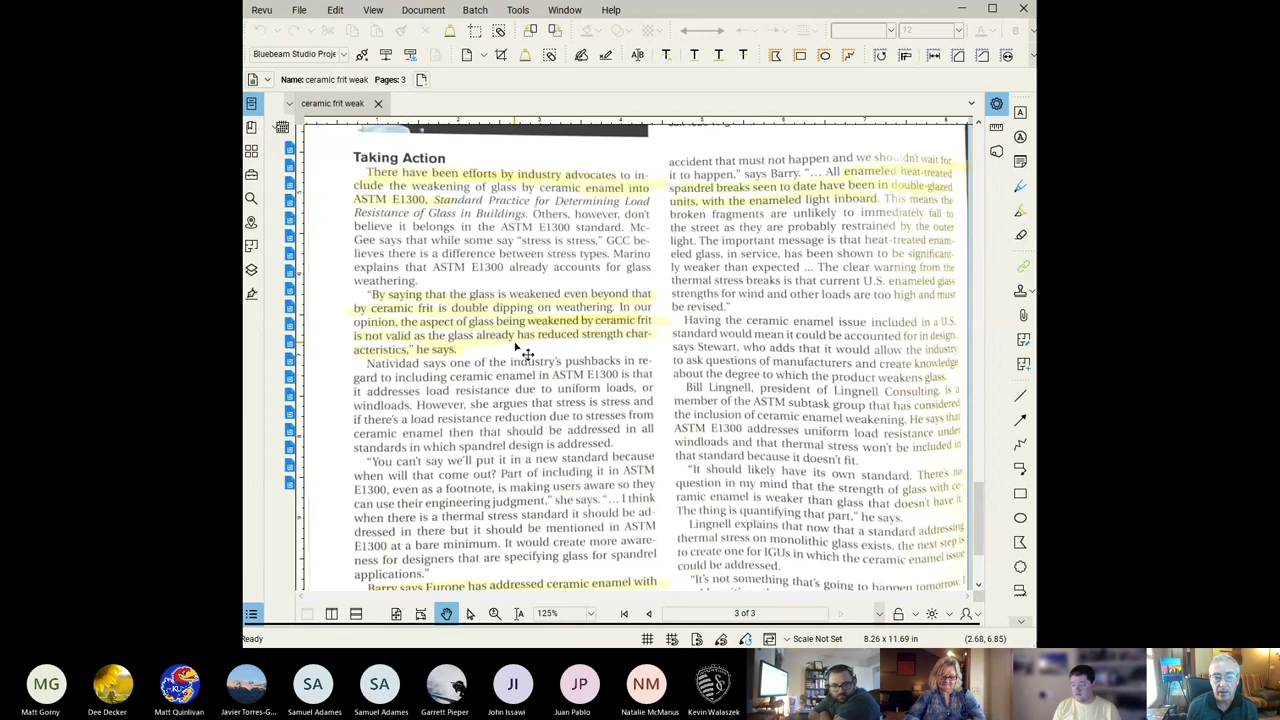 Revu File Edit View Document Batch Tools Window Help
12
B
Bluebeam Studio Proje
Name: ceramic frit weak Pages: 3
ceramic frit weak
Taking Action
There have been efforts by industry advocates to in-
clude the weakening of glass by ceramic enamel into
ASTM E1300, Standard Practice for Determining Load
Resistance of Glass in Buildings. Others, however, don't
believe it belongs in the ASTM E1300 standard. Mc-
Gee says that while some say "stress is stress," GCC be-
lieves there is a difference between stress types. Marino
explains that ASTM E1300 already accounts for glass
weathering.
"By saying that the glass is weakened even beyond that
by ceramic frit is double dipping on weathering. In our
opinion, the aspect of glass being weakened by ceramic frit
is not valid as the glass already has reduced strength char-
acteristics," he says.
Natividad says one of the industry's pushbacks in re-
gard to including ceramic enamel in ASTM E1300 is that
it addresses load resistance due to uniform loads, or
windloads. However, she argues that stress is stress and
if there's a load resistance reduction due to stresses from
ceramic enamel then that should be addressed in all
standards in which spandrel design is addressed.
"You can't say we'll put it in a new standard because
when will that come out? Part of including it in ASTM
E1300, even as a footnote, is making users aware so they
can use their engineering judgment," she says. "... I think
when there is a thermal stress standard it should be ad-
dressed in there but it should be mentioned in ASTM
E1300 at a bare minimum. It would create more aware-
ness for designers that are specifying glass for spandrel
applications."
Barry says Europe has addressed ceramic enamel with
accident that must not happen and we shouldn't wait for
it to happen," says Barry. "... All enameled heat-treated
spandrel breaks seen to date have been in double-glazed
units, with the enameled light inboard. This means the
broken fragments are unlikely to immediately fall to
the street as they are probably restrained by the outer
light. The important message is that heat-treated enam-
eled glass, in service, has been shown to be significant-
ly weaker than expected ... The clear warning from the
thermal stress breaks is that current U.S. enameled glass
strengths for wind and other loads are too high and must
be revised."
Having the ceramic enamel issue included in a U.S.
standard would mean it could be accounted for in design,
says Stewart, who adds that it would allow the industry
to ask questions of manufacturers and create knowledge
about the degree to which the product weakens glass.
Bill Lingnell, president of Lingnell Consulting, is a
member of the ASTM subtask group that has considered
the inclusion of ceramic enamel weakening. He says that
ASTM E1300 addresses uniform load resistance under
windloads and that thermal stress won't be included in
that standard because it doesn't fit.
"It should likely have its own standard. There's no
question in my mind that the strength of glass with ce-
ramic enamel is weaker than glass that doesn't have it.
The thing is quantifying that part," he says.
Lingnell explains that now that a standard addressing
thermal stress on monolithic glass exists, the next step is
to create one for IGUs in which the ceramic enamel issue
could be addressed.
"It's not something that's going to happen tomorrow. I
125% 3 of 3
Ready Scale Not Set 8.26 x 11.69 in (2.68, 6.85)
MG SA SA JI JP NM
KU
Matt Gorny Dee Decker Matt Quinlivan Javier Torres-G... Samuel Adames Samuel Adames Garrett Pieper John Issawi Juan Pablo Natalie McManus Kevin Walaszek